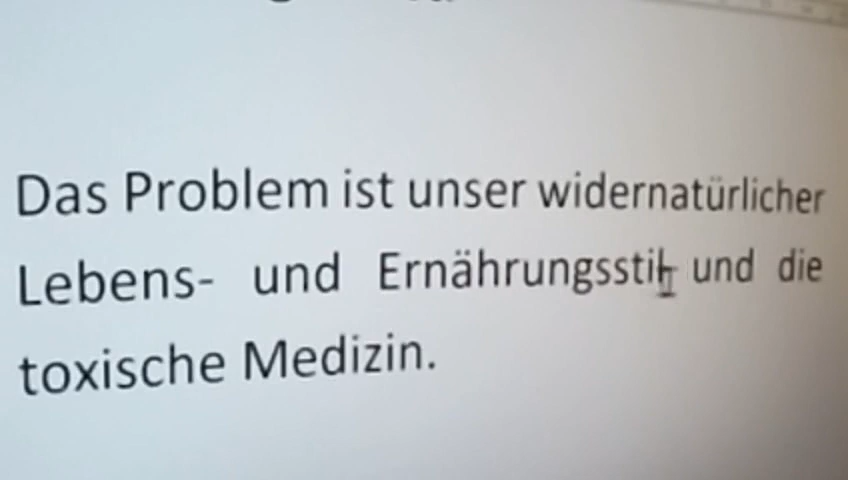 Das Problem ist unser widernatürlicher
Lebens- und Ernährungsstil und die
toxische Medizin.